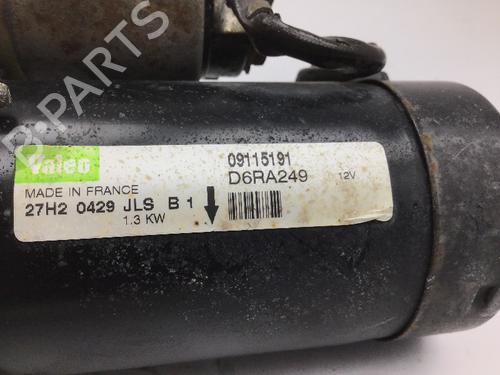 B-PARTS
Valeo
09115191
D6RA249 12V
MADE IN FRANCE
27H2 0429 JLS B 1
1.3 KW